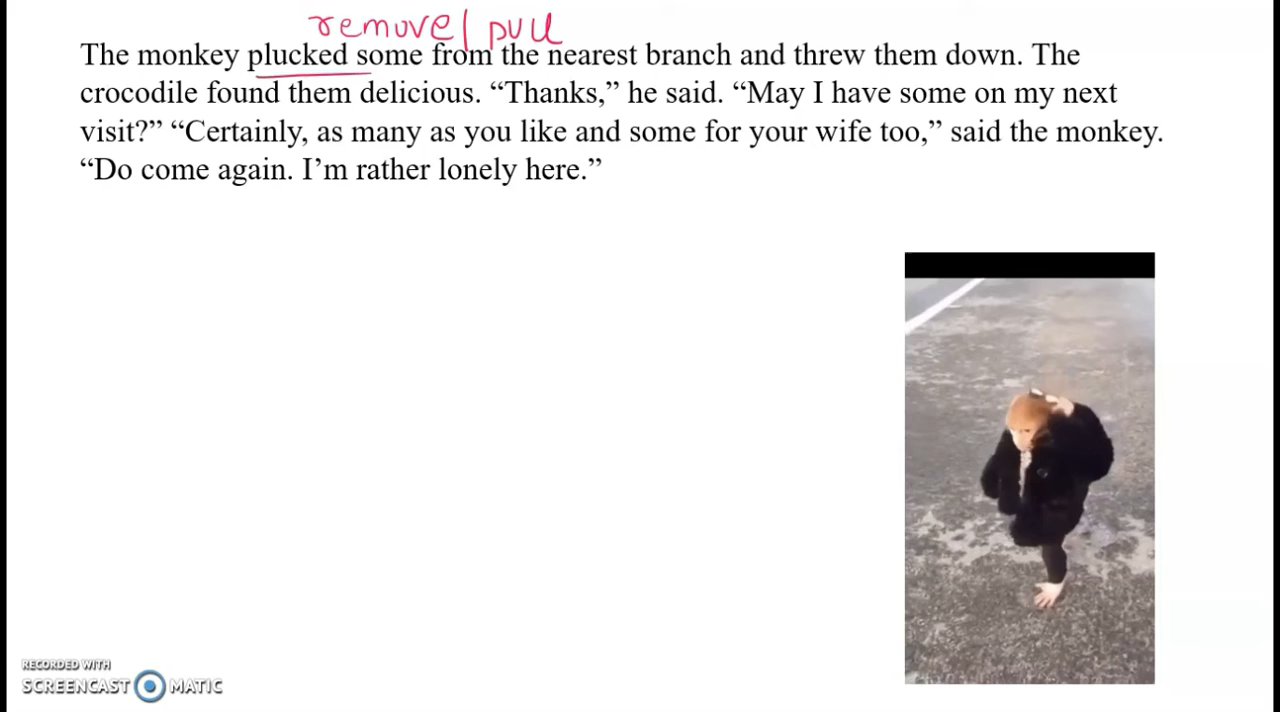 remove/ pull
The monkey plucked some from the nearest branch and threw them down. The
crocodile found them delicious. “Thanks,” he said. “May I have some on my next
visit?” “Certainly, as many as you like and some for your wife too,” said the monkey.
“Do come again. I’m rather lonely here.”
RECORDED WITH
SCREENCAST MATIC